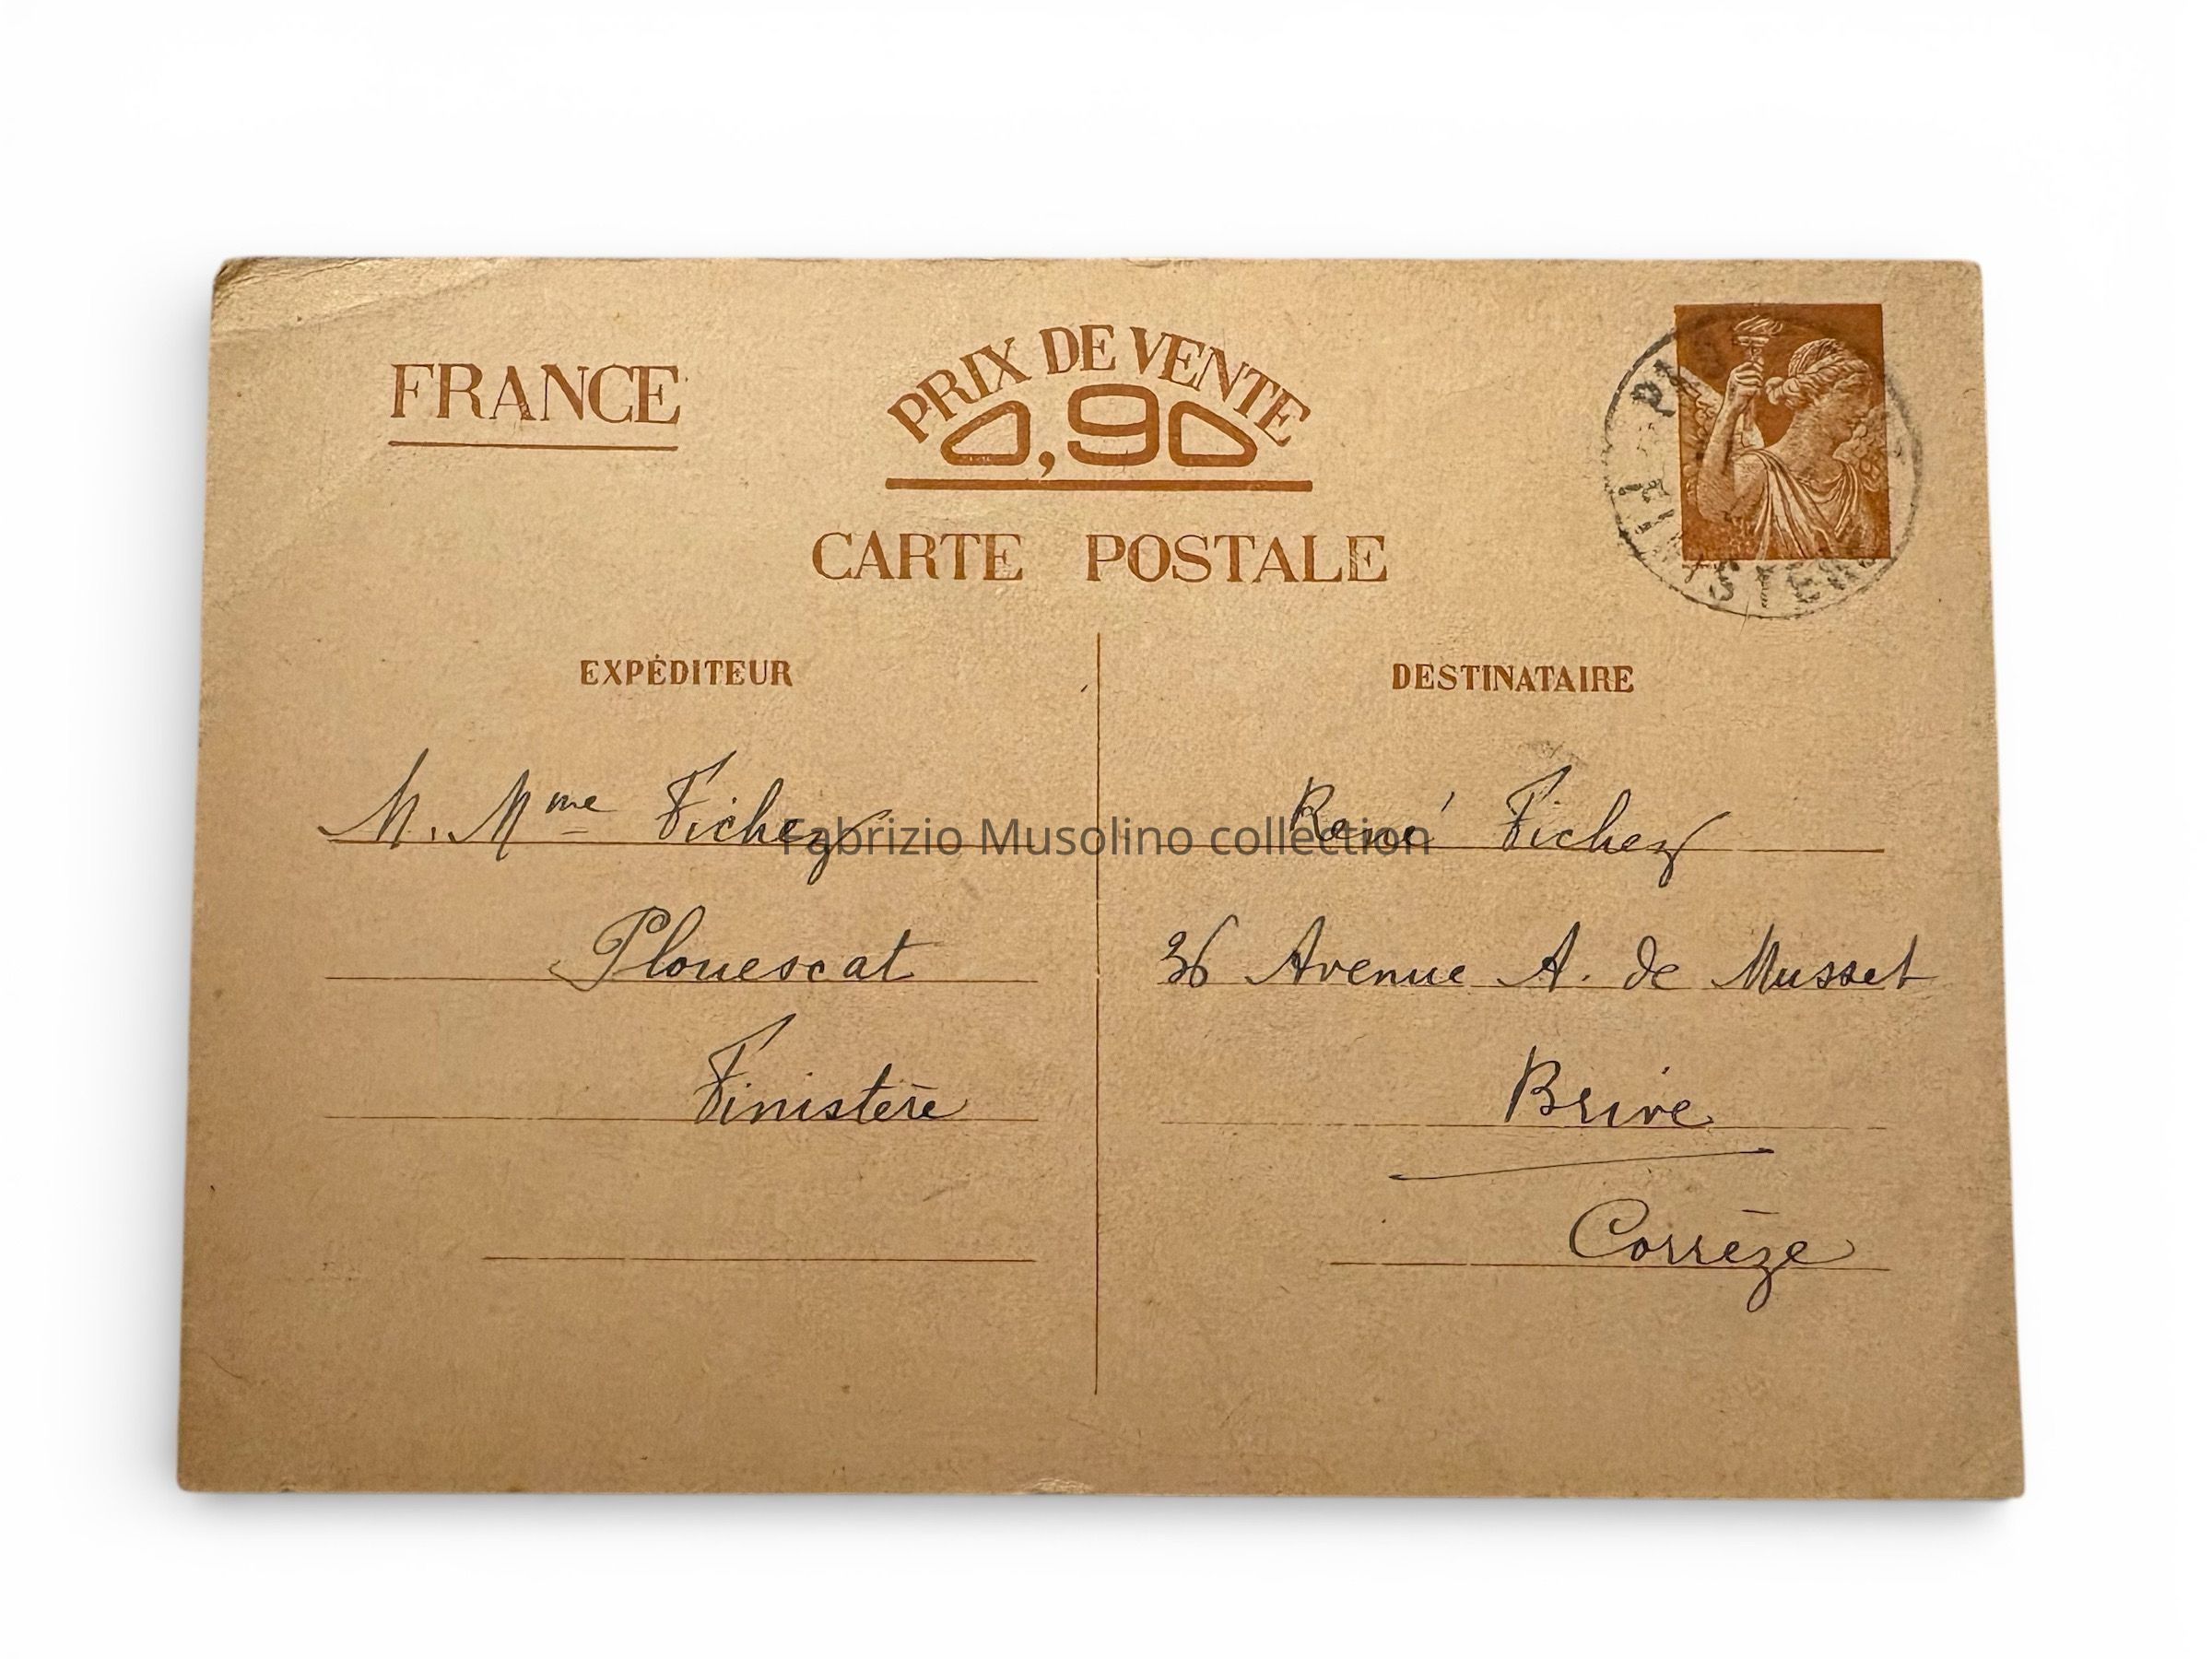 FRANCE
PRIX DE VENTE
0,90
CARTE POSTALE
FINISTÈRE
EXPÉDITEUR
M. Mme Fichez
Plouescat
Finistère
DESTINATAIRE
René Fichez
36 Avenue A. de Musset
Brive
Corrèze
Fabrizio Musolino collection